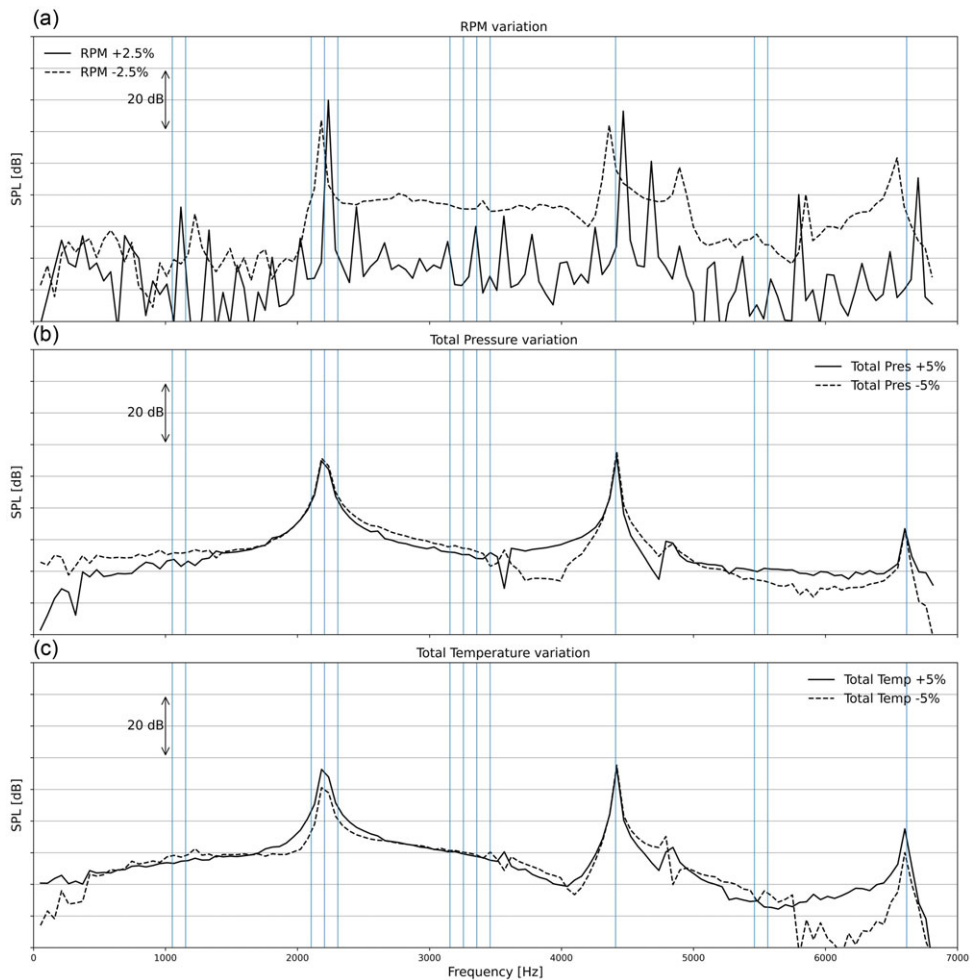 (a)
RPM variation
RPM +2.5%
RPM -2.5%
20 dB
SPL [dB]
(b)
Total Pressure variation
Total Pres +5%
Total Pres -5%
20 dB
SPL [dB]
(c)
Total Temperature variation
Total Temp +5%
Total Temp -5%
20 dB
SPL [dB]
0 1000 2000 3000 4000 5000 6000 7000
Frequency [Hz]